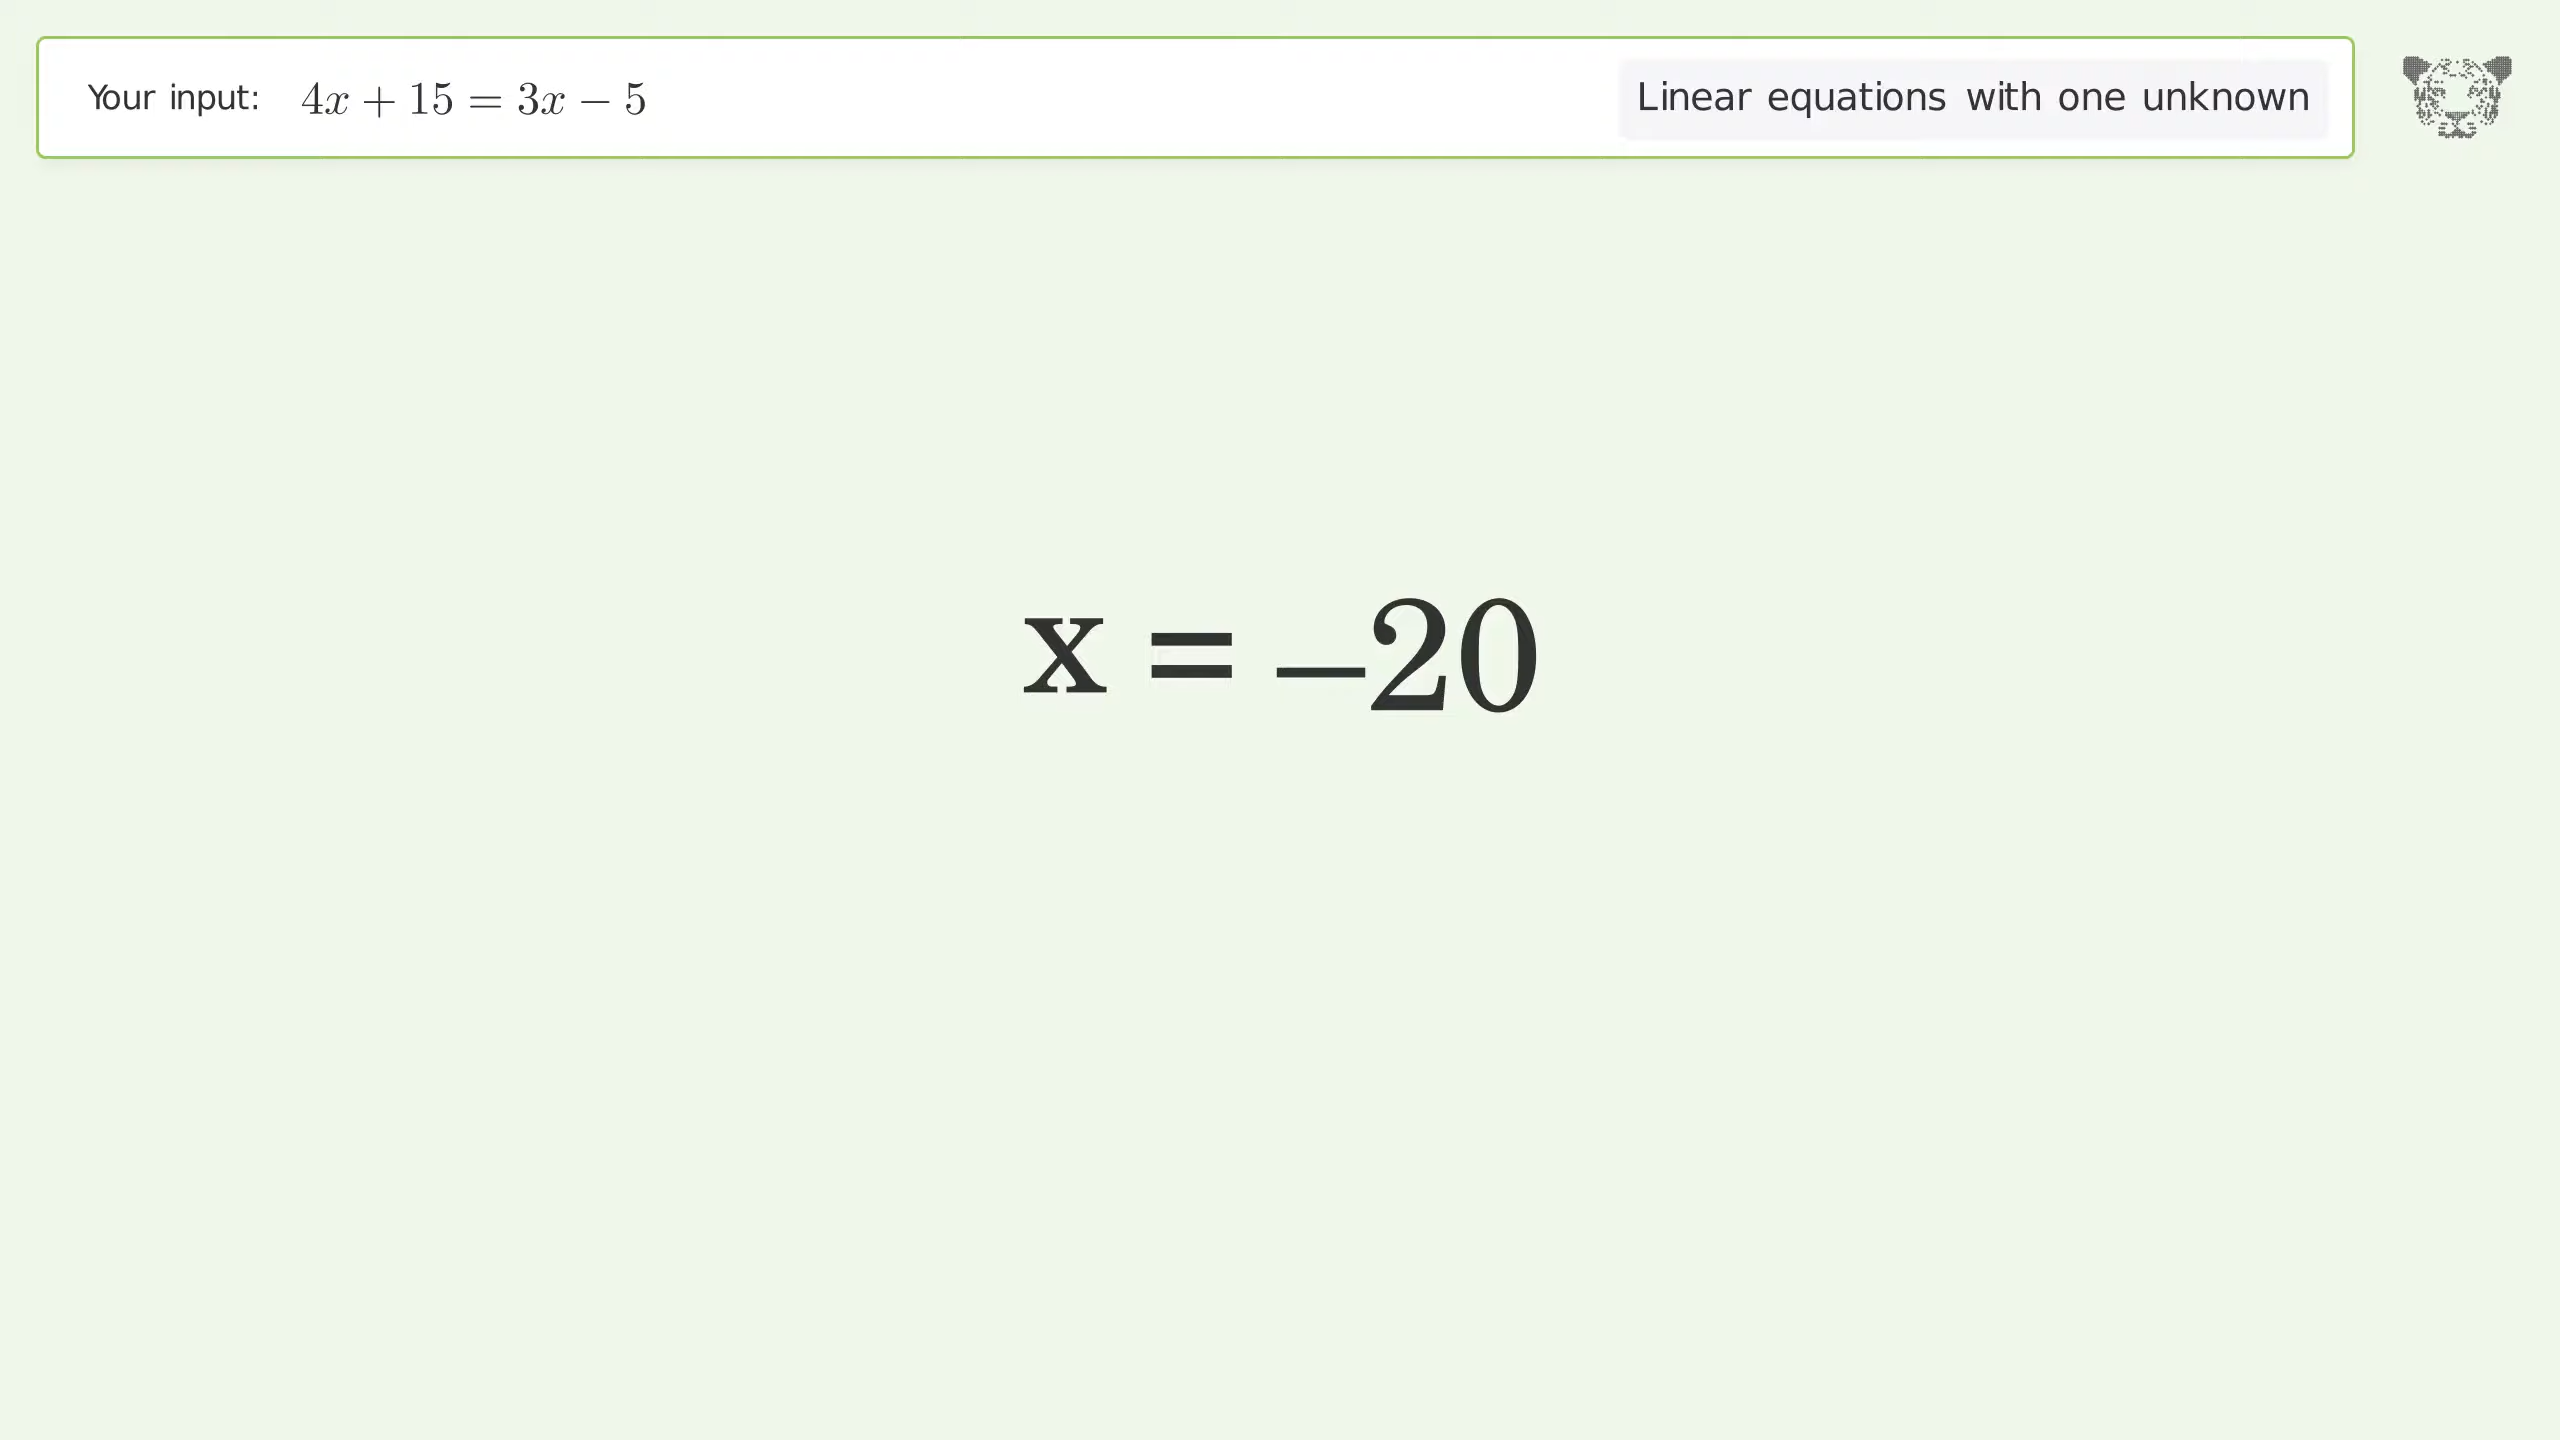 Your input: 4x + 15 = 3x − 5
Linear equations with one unknown
x = −20